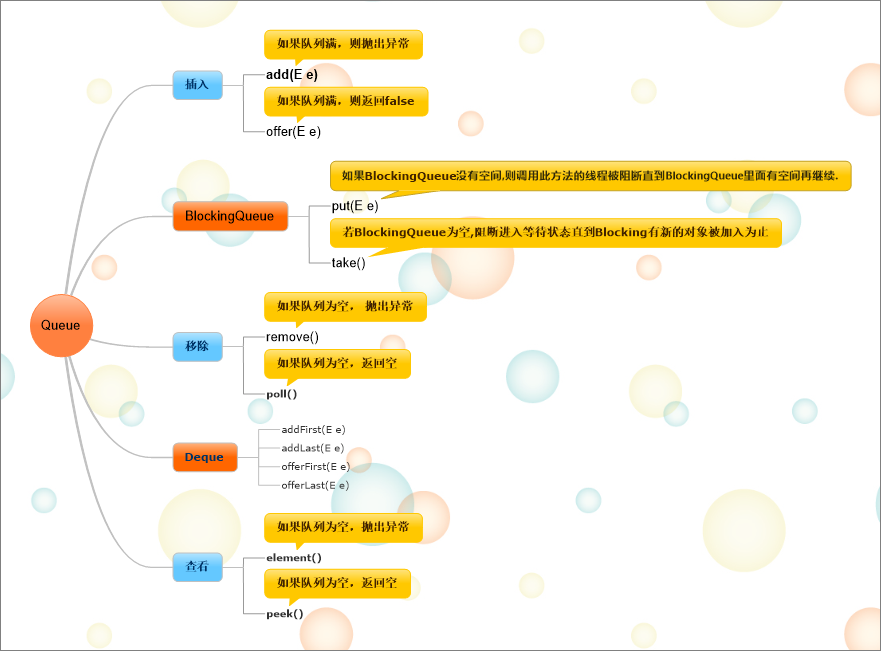 如果队列满，则抛出异常
插入
add(E e)
如果队列满，则返回false
offer(E e)
如果BlockingQueue没有空间,则调用此方法的线程被阻断直到BlockingQueue里面有空间再继续.
BlockingQueue
put(E e)
若BlockingQueue为空,阻断进入等待状态直到Blocking有新的对象被加入为止
take()
Queue
如果队列为空， 抛出异常
移除
remove()
如果队列为空，返回空
poll()
Deque
addFirst(E e)
addLast(E e)
offerFirst(E e)
offerLast(E e)
如果队列为空，抛出异常
查看
element()
如果队列为空，返回空
peek()